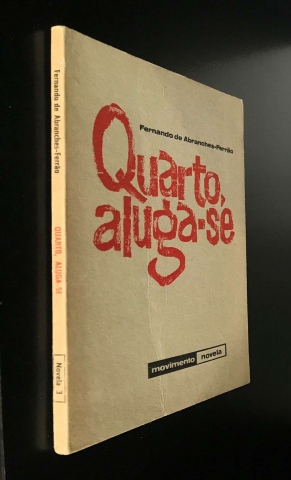 Fernando de Abranches-Ferrão
QUARTO, ALUGA-SE
Novela 3
Fernando de Abranches-Ferrão
Quarto,
aluga-se
movimento novela